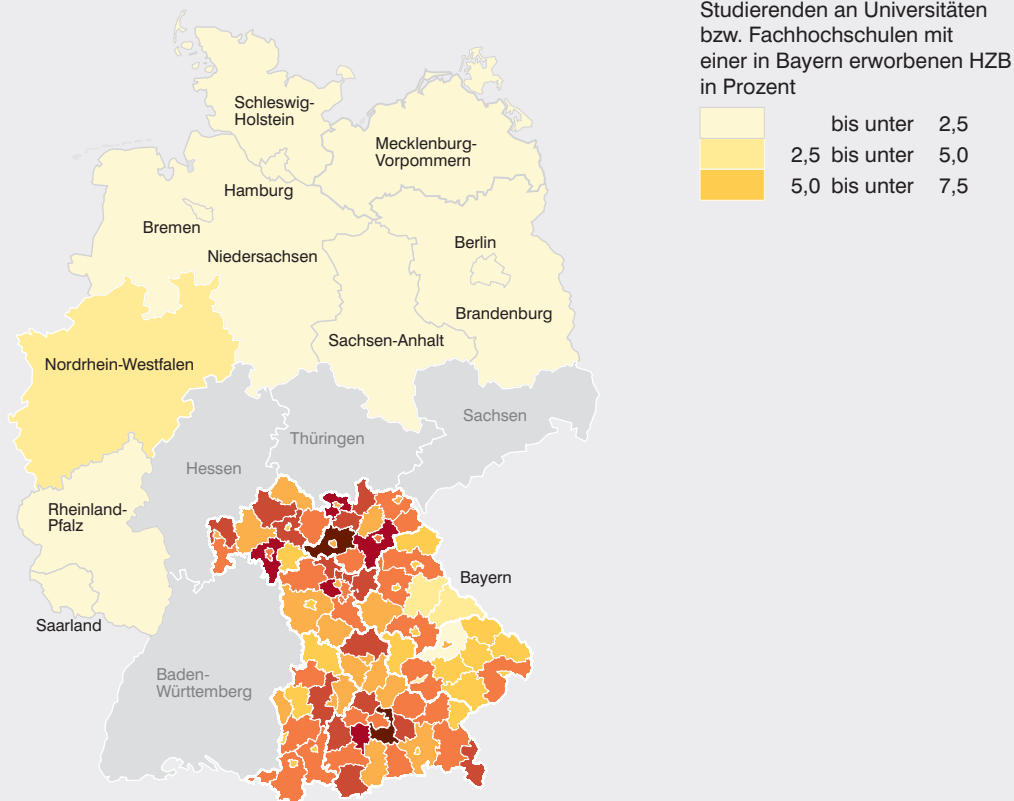 Studierenden an Universitäten
bzw. Fachhochschulen mit
einer in Bayern erworbenen HZB
in Prozent
bis unter 2,5
2,5 bis unter 5,0
5,0 bis unter 7,5
Schleswig-
Holstein
Mecklenburg-
Vorpommern
Hamburg
Bremen
Niedersachsen
Berlin
Brandenburg
Sachsen-Anhalt
Nordrhein-Westfalen
Sachsen
Thüringen
Hessen
Rheinland-
Pfalz
Bayern
Saarland
Baden-
Württemberg